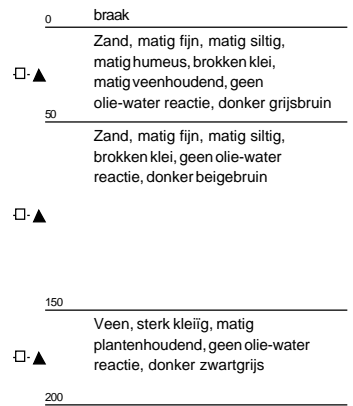 0 braak
Zand, matig fijn, matig siltig,
matig humeus, brokken klei,
matig veenhoudend, geen
olie-water reactie, donker grijsbruin
50
Zand, matig fijn, matig siltig,
brokken klei, geen olie-water
reactie, donker beigebruin
150
Veen, sterk kleiïg, matig
plantenhoudend, geen olie-water
reactie, donker zwartgrijs
200